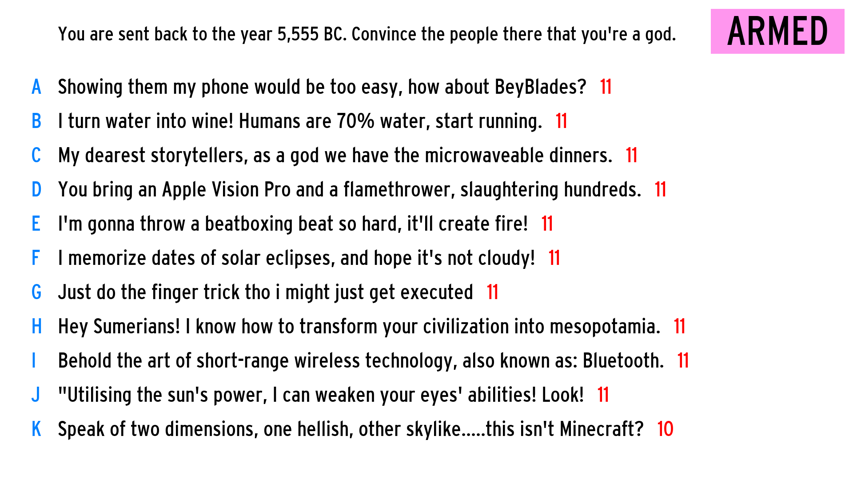 You are sent back to the year 5,555 BC. Convince the people there that you're a god.
ARMED
A Showing them my phone would be too easy, how about BeyBlades? 11
B I turn water into wine! Humans are 70% water, start running. 11
C My dearest storytellers, as a god we have the microwaveable dinners. 11
D You bring an Apple Vision Pro and a flamethrower, slaughtering hundreds. 11
E I'm gonna throw a beatboxing beat so hard, it'll create fire! 11
F I memorize dates of solar eclipses, and hope it's not cloudy! 11
G Just do the finger trick tho i might just get executed 11
H Hey Sumerians! I know how to transform your civilization into mesopotamia. 11
I Behold the art of short-range wireless technology, also known as: Bluetooth. 11
J "Utilising the sun's power, I can weaken your eyes' abilities! Look! 11
K Speak of two dimensions, one hellish, other skylike.....this isn't Minecraft? 10